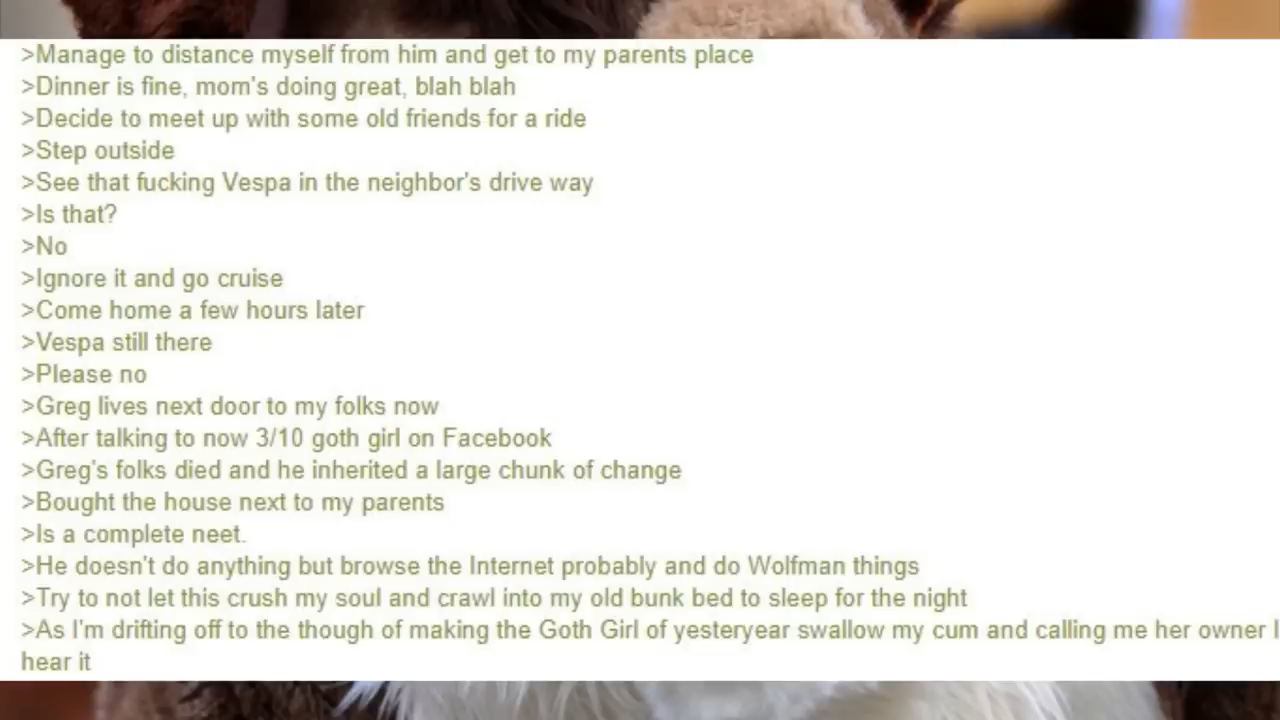 >Manage to distance myself from him and get to my parents place
>Dinner is fine, mom's doing great, blah blah
>Decide to meet up with some old friends for a ride
>Step outside
>See that fucking Vespa in the neighbor's drive way
>Is that?
>No
>Ignore it and go cruise
>Come home a few hours later
>Vespa still there
>Please no
>Greg lives next door to my folks now
>After talking to now 3/10 goth girl on Facebook
>Greg's folks died and he inherited a large chunk of change
>Bought the house next to my parents
>Is a complete neet.
>He doesn't do anything but browse the Internet probably and do Wolfman things
>Try to not let this crush my soul and crawl into my old bunk bed to sleep for the night
>As I'm drifting off to the though of making the Goth Girl of yesteryear swallow my cum and calling me her owner I
hear it